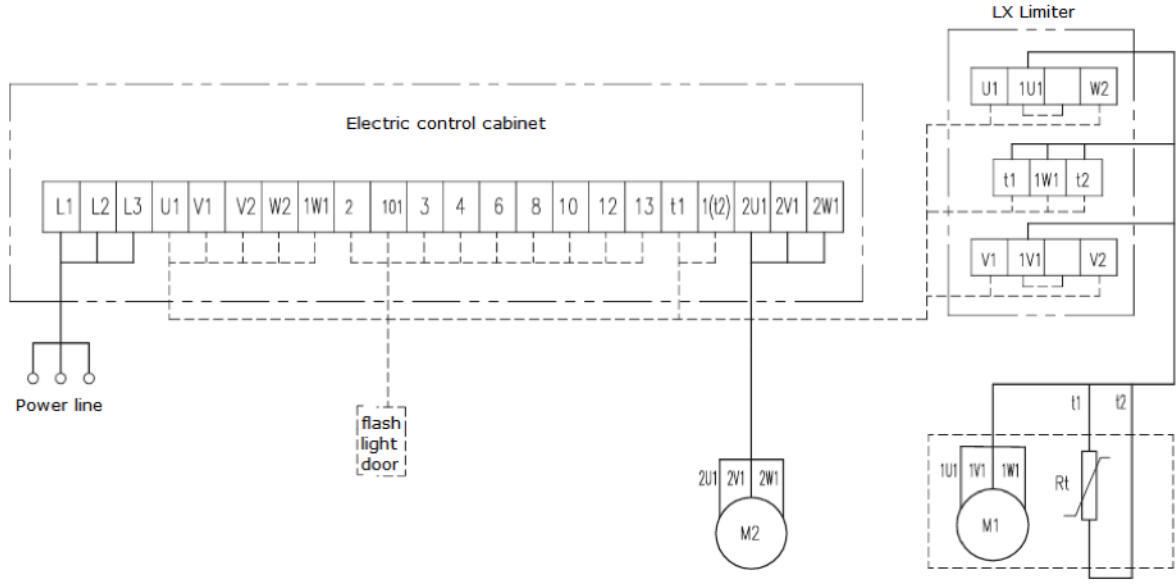 LX Limiter
U1 1U1 W2
Electric control cabinet
t1 1W1 t2
L1 L2 L3 U1 V1 V2 W2 1W1 2 101 3 4 6 8 10 12 13 t1 1(t2) 2U1 2V1 2W1
V1 1V1 V2
Power line
flash
light
door
t1 t2
2U1 2V1 2W1
M2
1U1 1V1 1W1
Rt
M1